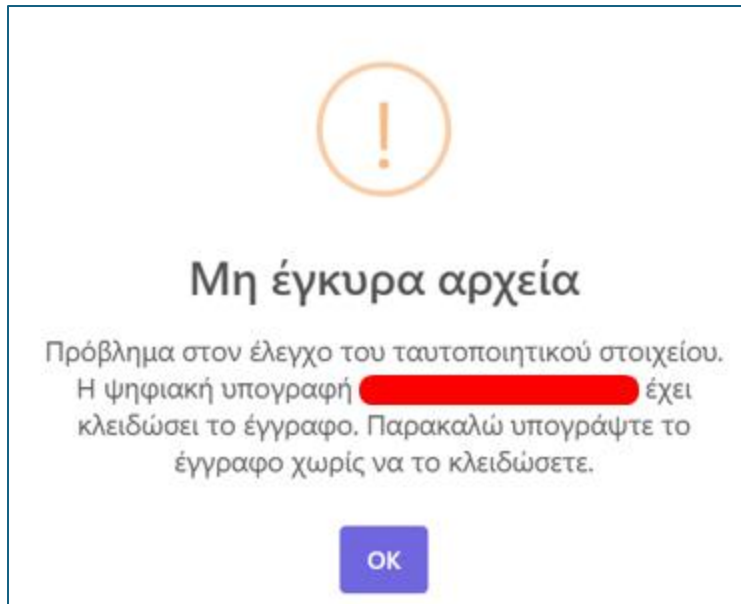 !
Μη έγκυρα αρχεία
Πρόβλημα στον έλεγχο του ταυτοποιητικού στοιχείου.
Η ψηφιακή υπογραφή έχει
κλειδώσει το έγγραφο. Παρακαλώ υπογράψτε το
έγγραφο χωρίς να το κλειδώσετε.
OK